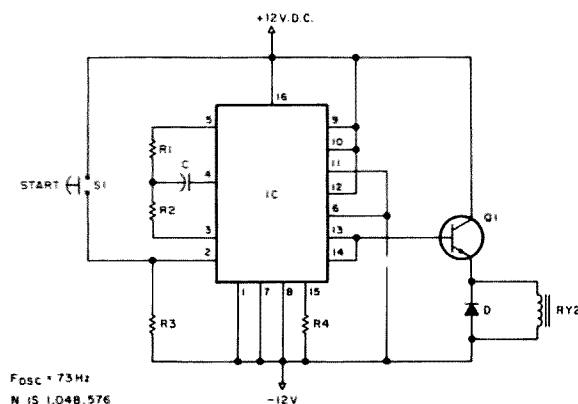 +12V.D.C.
16
5
9
R1
10
C
11
4
START
S1
IC
12
R2
6
Q1
3
13
2
14
1
7
8
15
R3
R4
D
RY2
FOSC = 73Hz
N IS 1,048,576
-12V